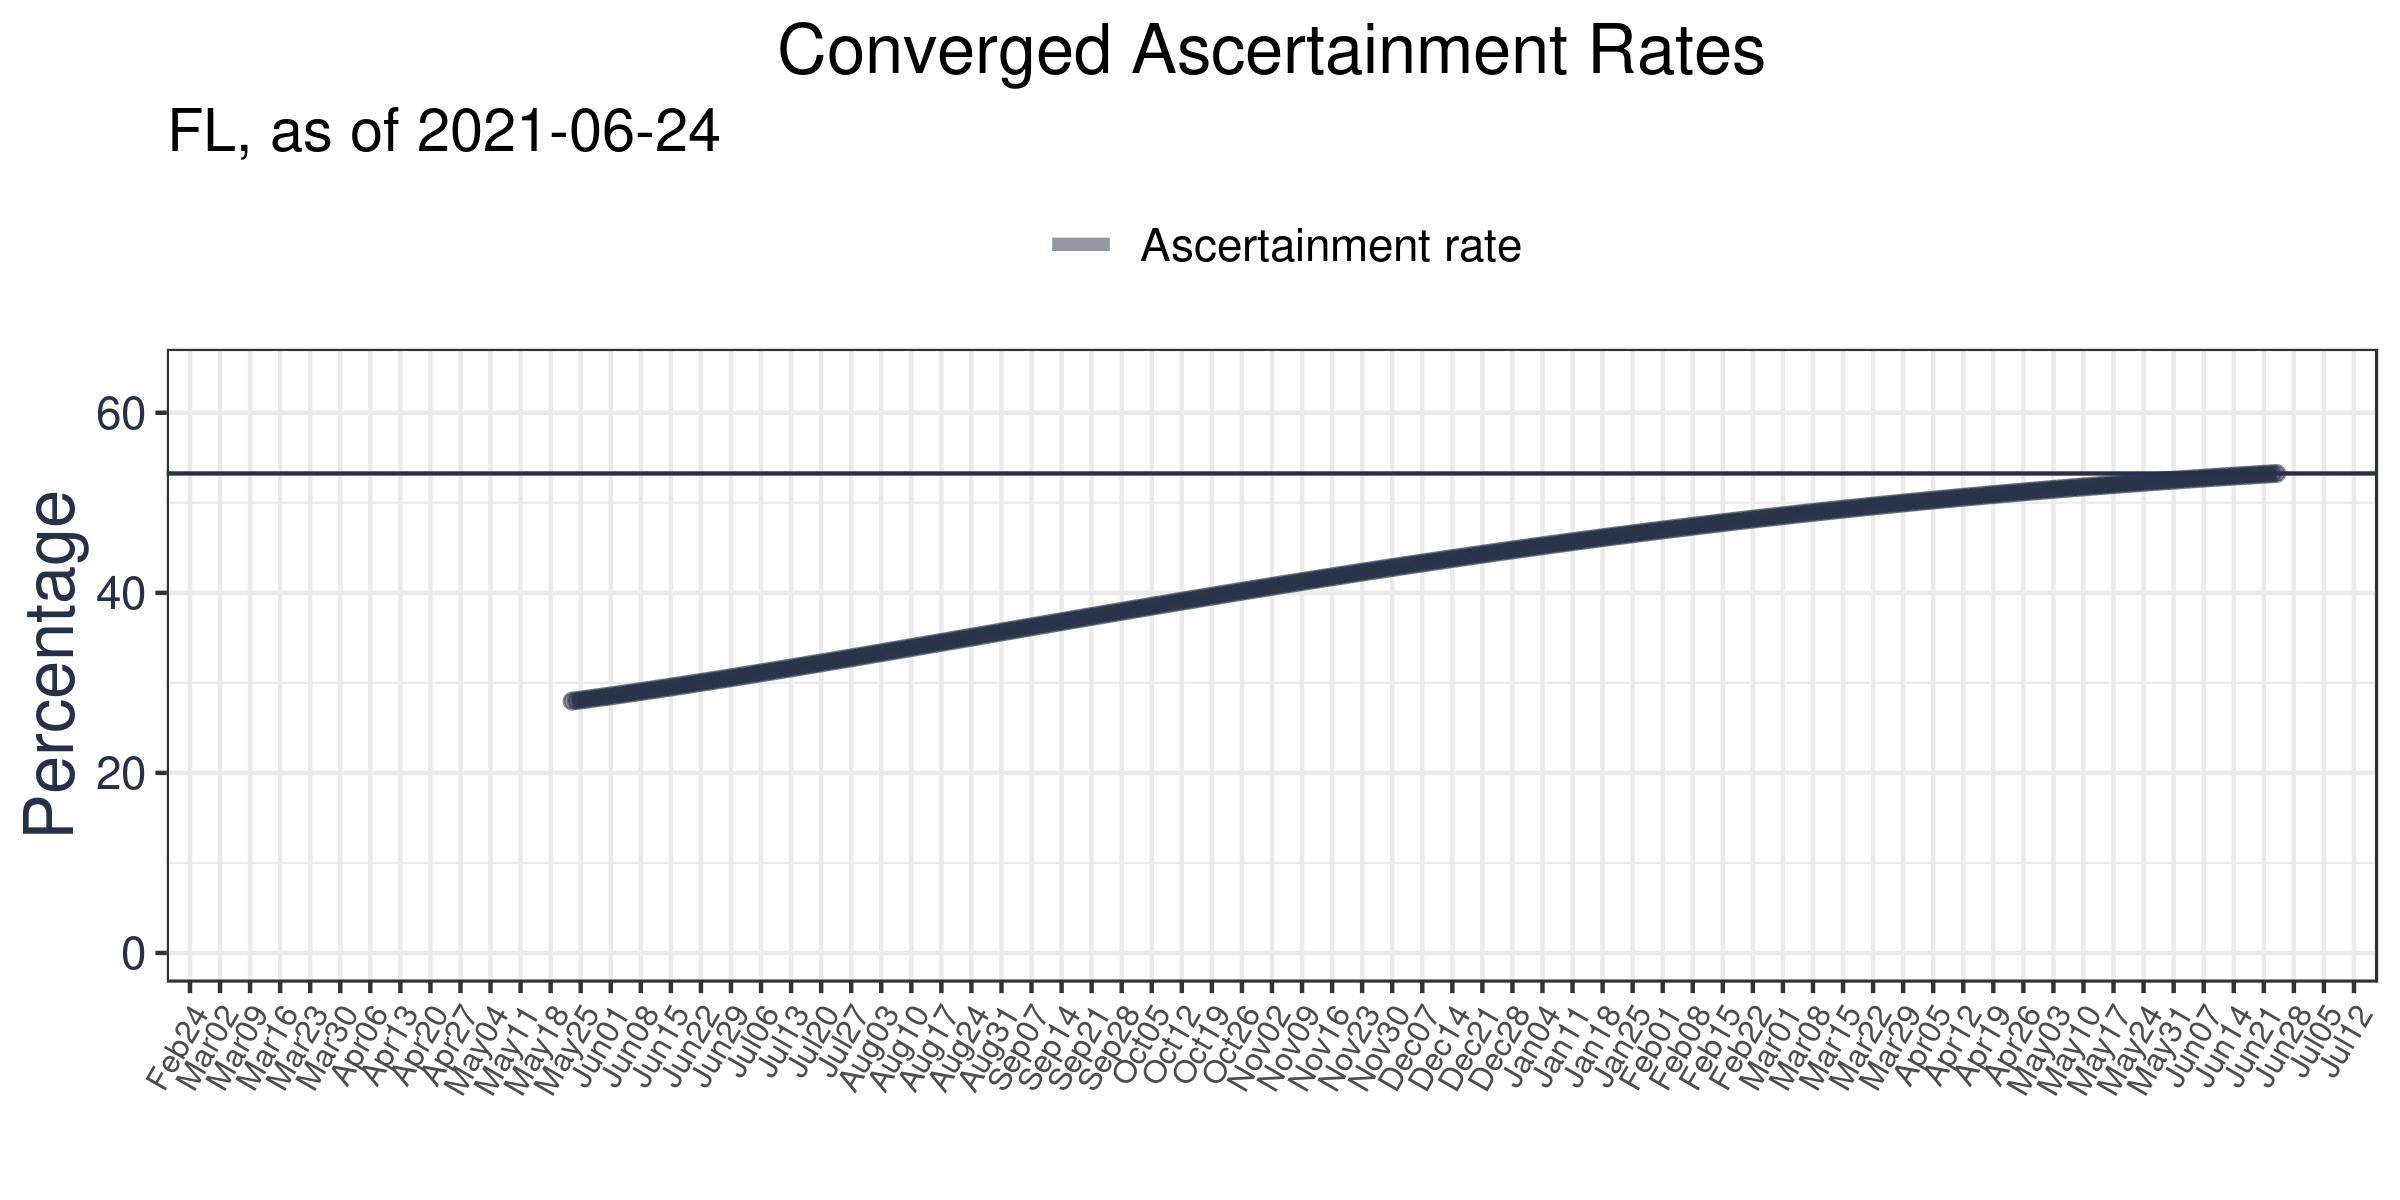 Converged Ascertainment Rates
FL, as of 2021-06-24
Ascertainment rate
Percentage
60
40
20
0
Feb24 Mar02 Mar09 Mar16 Mar23 Mar30 Apr06 Apr13 Apr20 Apr27 May04 May11 May18 May25 Jun01 Jun08 Jun15 Jun22 Jun29 Jul06 Jul13 Jul20 Jul27 Aug03 Aug10 Aug17 Aug24 Aug31 Sep07 Sep14 Sep21 Sep28 Oct05 Oct12 Oct19 Oct26 Nov02 Nov09 Nov16 Nov23 Nov30 Dec07 Dec14 Dec21 Dec28 Jan04 Jan11 Jan18 Jan25 Feb01 Feb08 Feb15 Feb22 Mar01 Mar08 Mar15 Mar22 Mar29 Apr05 Apr12 Apr19 Apr26 May03 May10 May17 May24 May31 Jun07 Jun14 Jun21 Jun28 Jul05 Jul12